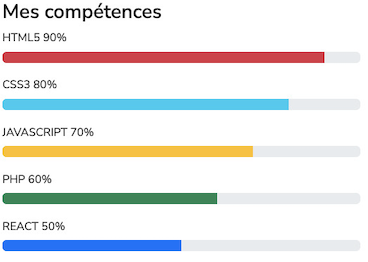 Mes compétences
HTML5 90%
CSS3 80%
JAVASCRIPT 70%
PHP 60%
REACT 50%